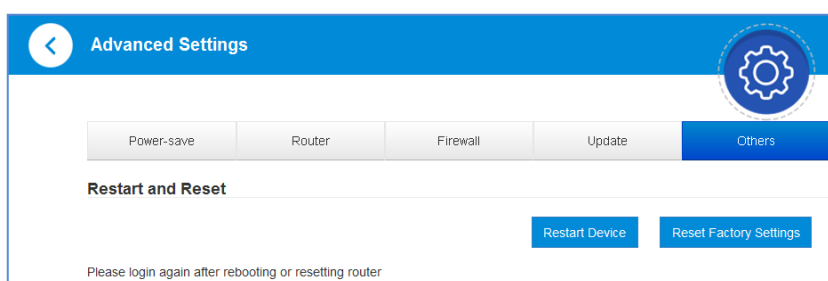 Advanced Settings
Power-save Router Firewall Update Others
Restart and Reset
Restart Device Reset Factory Settings
Please login again after rebooting or resetting router